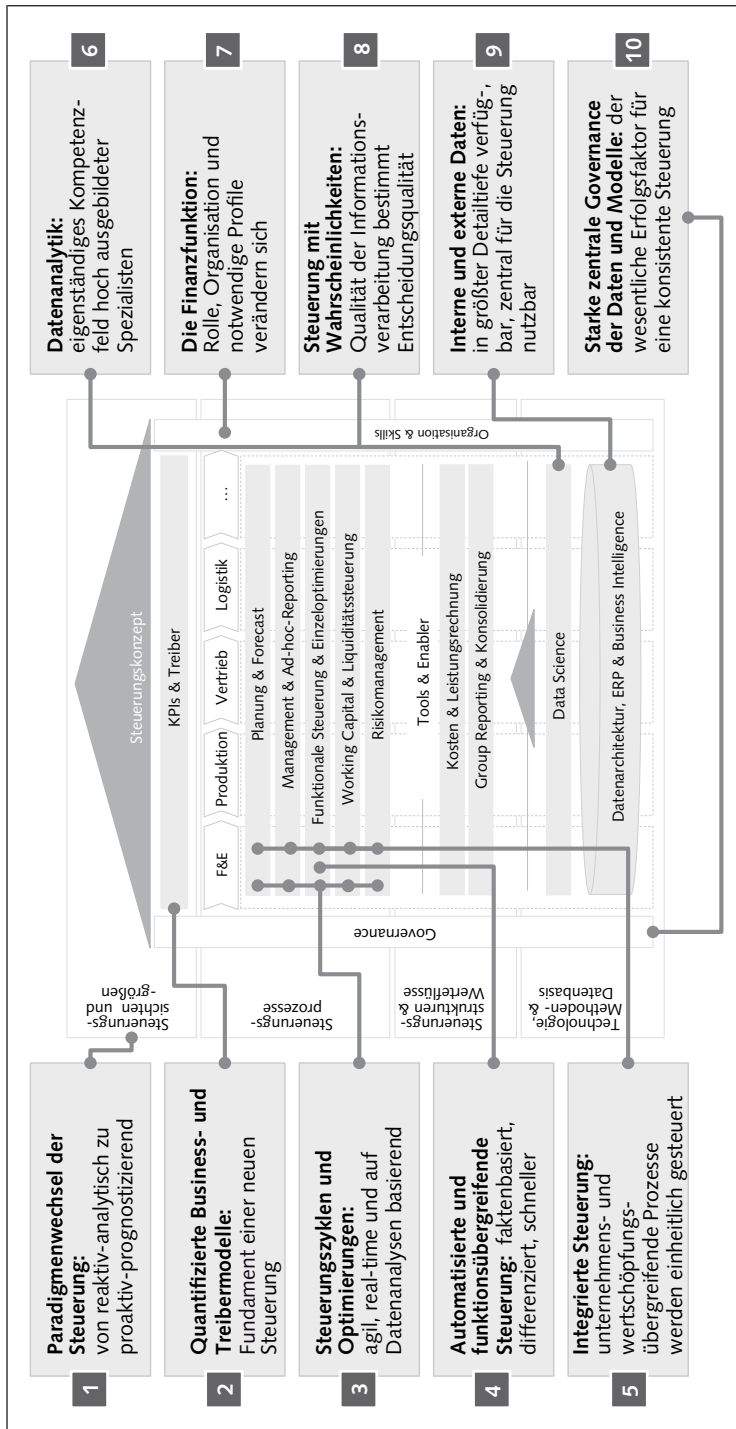 1
Paradigmenwechsel der
Steuerung:
von reaktiv-analytisch zu
proaktiv-prognostizierend
2
Quantifizierte Business- und
Treibermodelle:
Fundament einer neuen
Steuerung
3
Steuerungszyklen und
Optimierungen:
agil, real-time und auf
Datenanalysen basierend
4
Automatisierte und
funktionsübergreifende
Steuerung: faktenbasiert,
differenziert, schneller
5
Integrierte Steuerung:
unternehmens- und
wertschöpfungs-
übergreifende Prozesse
werden einheitlich gesteuert
Steuerungs-
sichten und
-größen
Steuerungs-
prozesse
Steuerungs-
strukturen &
Werteflüsse
Technologie,
Methoden- &
Datenbasis
Steuerungskonzept
Governance
KPIs & Treiber
F&E
Produktion
Vertrieb
Logistik
...
Planung & Forecast
Management & Ad-hoc-Reporting
Funktionale Steuerung & Einzeloptimierungen
Working Capital & Liquiditätssteuerung
Risikomanagement
Tools & Enabler
Kosten & Leistungsrechnung
Group Reporting & Konsolidierung
Data Science
Datenarchitektur, ERP & Business Intelligence
Organisation & Skills
6
Datenanalytik:
eigenständiges Kompetenz-
feld hoch ausgebildeter
Spezialisten
7
Die Finanzfunktion:
Rolle, Organisation und
notwendige Profile
verändern sich
8
Steuerung mit
Wahrscheinlichkeiten:
Qualität der Informations-
verarbeitung bestimmt
Entscheidungsqualität
9
Interne und externe Daten:
in größter Detailtiefe verfüg-,
bar, zentral für die Steuerung
nutzbar
10
Starke zentrale Governance
der Daten und Modelle: der
wesentliche Erfolgsfaktor für
eine konsistente Steuerung